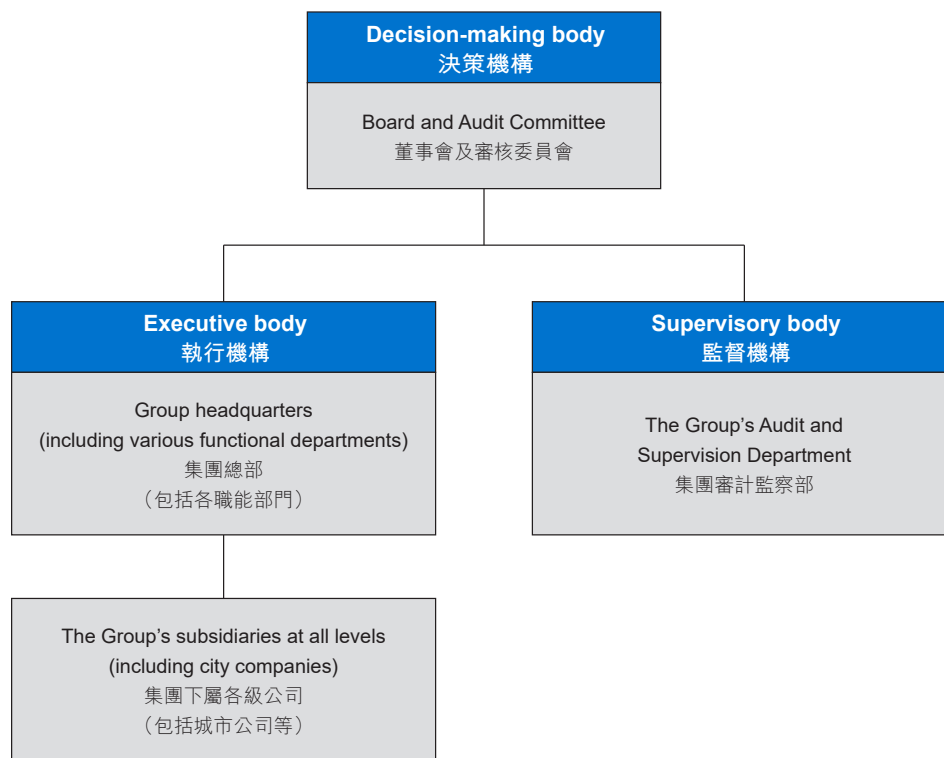 Decision-making body
決策機構
Board and Audit Committee
董事會及審核委員會
Executive body
執行機構
Group headquarters
(including various functional departments)
集團總部
（包括各職能部門）
Supervisory body
監督機構
The Group’s Audit and
Supervision Department
集團審計監察部
The Group’s subsidiaries at all levels
(including city companies)
集團下屬各級公司
（包括城市公司等）